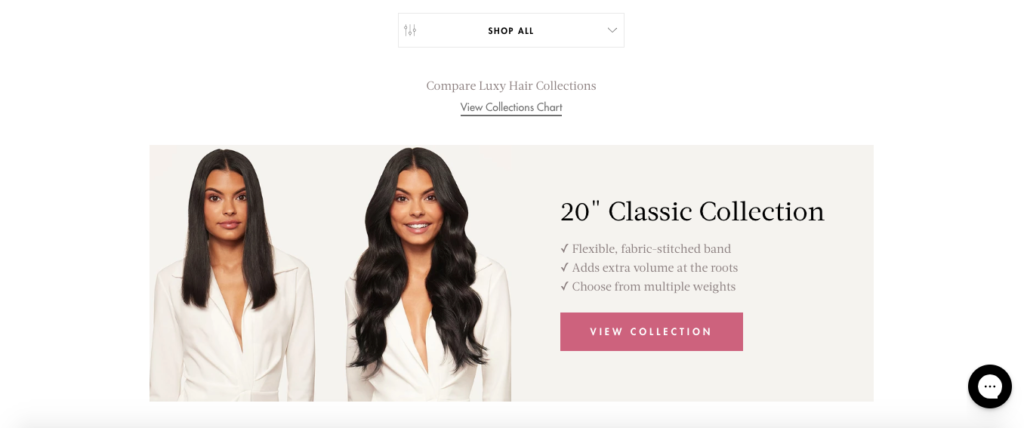 SHOP ALL
Compare Luxy Hair Collections
View Collections Chart
20" Classic Collection
✓ Flexible, fabric-stitched band
✓ Adds extra volume at the roots
✓ Choose from multiple weights
VIEW COLLECTION